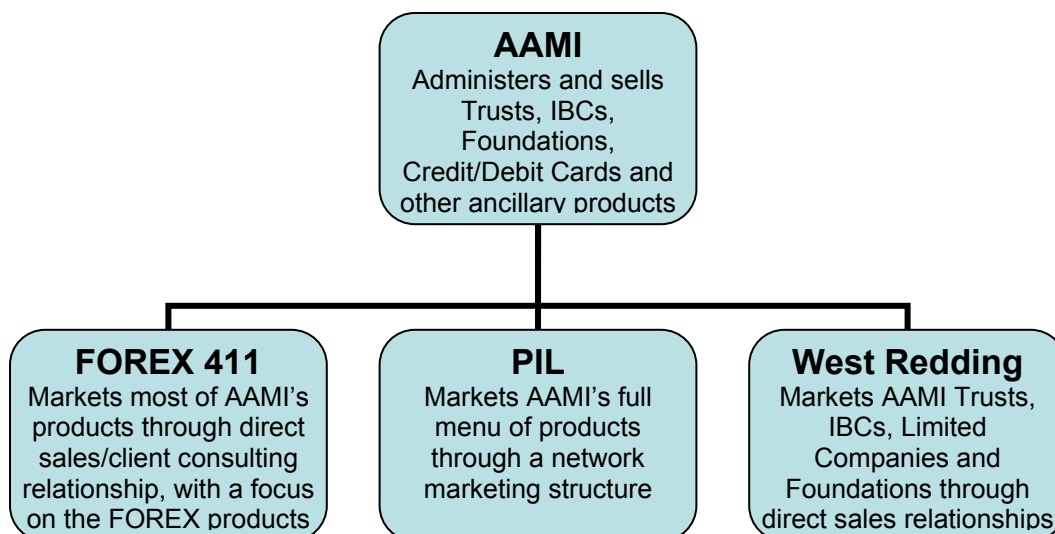 AAMI
Administers and sells
Trusts, IBCs,
Foundations,
Credit/Debit Cards and
other ancillary products
FOREX 411
Markets most of AAMI’s
products through direct
sales/client consulting
relationship, with a focus
on the FOREX products
PIL
Markets AAMI’s full
menu of products
through a network
marketing structure
West Redding
Markets AAMI Trusts,
IBCs, Limited
Companies and
Foundations through
direct sales relationships